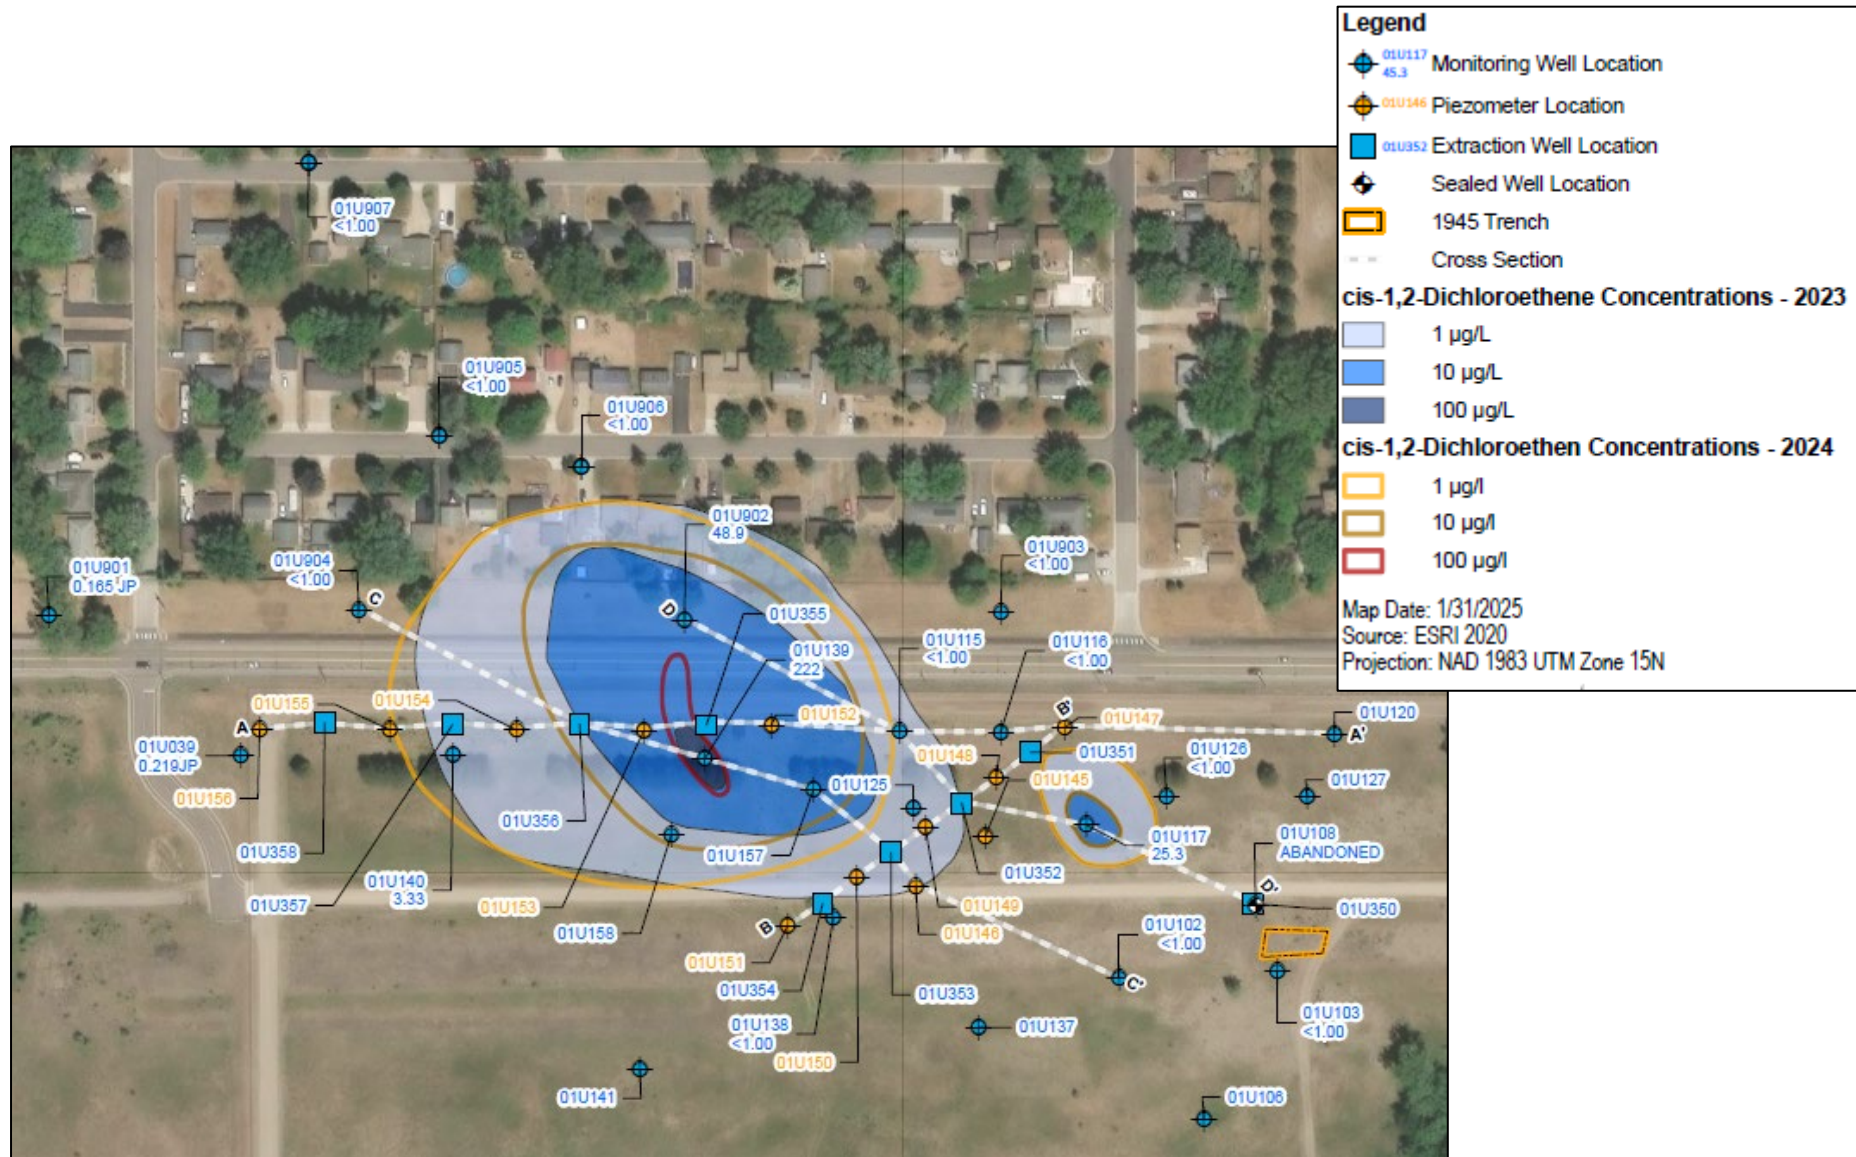 Legend
01U117
45.3
Monitoring Well Location
01U146 Piezometer Location
01U352 Extraction Well Location
Sealed Well Location
1945 Trench
Cross Section
cis-1,2-Dichloroethene Concentrations - 2023
1 µg/L
10 µg/L
100 µg/L
cis-1,2-Dichloroethen Concentrations - 2024
1 µg/l
10 µg/l
100 µg/l
Map Date: 1/31/2025
Source: ESRI 2020
Projection: NAD 1983 UTM Zone 15N
01U907
<1.00
01U905
<1.00
01U906
<1.00
01U902
48.9
01U903
<1.00
01U904
<1.00
01U901
0.165 JP
C
D
01U355
01U139
222
01U115
<1.00
01U116
<1.00
01U155
01U154
A
01U152
B'
01U147
01U120
A'
01U039
0.219JP
01U148
01U351
01U126
<1.00
01U145
01U127
01U156
01U125
01U356
01U358
01U157
01U117
25.3
01U108
ABANDONED
01U140
3.33
01U352
D'
01U357
01U153
01U149
01U350
01U158
B
01U146
01U102
<1.00
01U151
C'
01U354
01U353
01U138
<1.00
01U137
01U103
<1.00
01U150
01U141
01U106